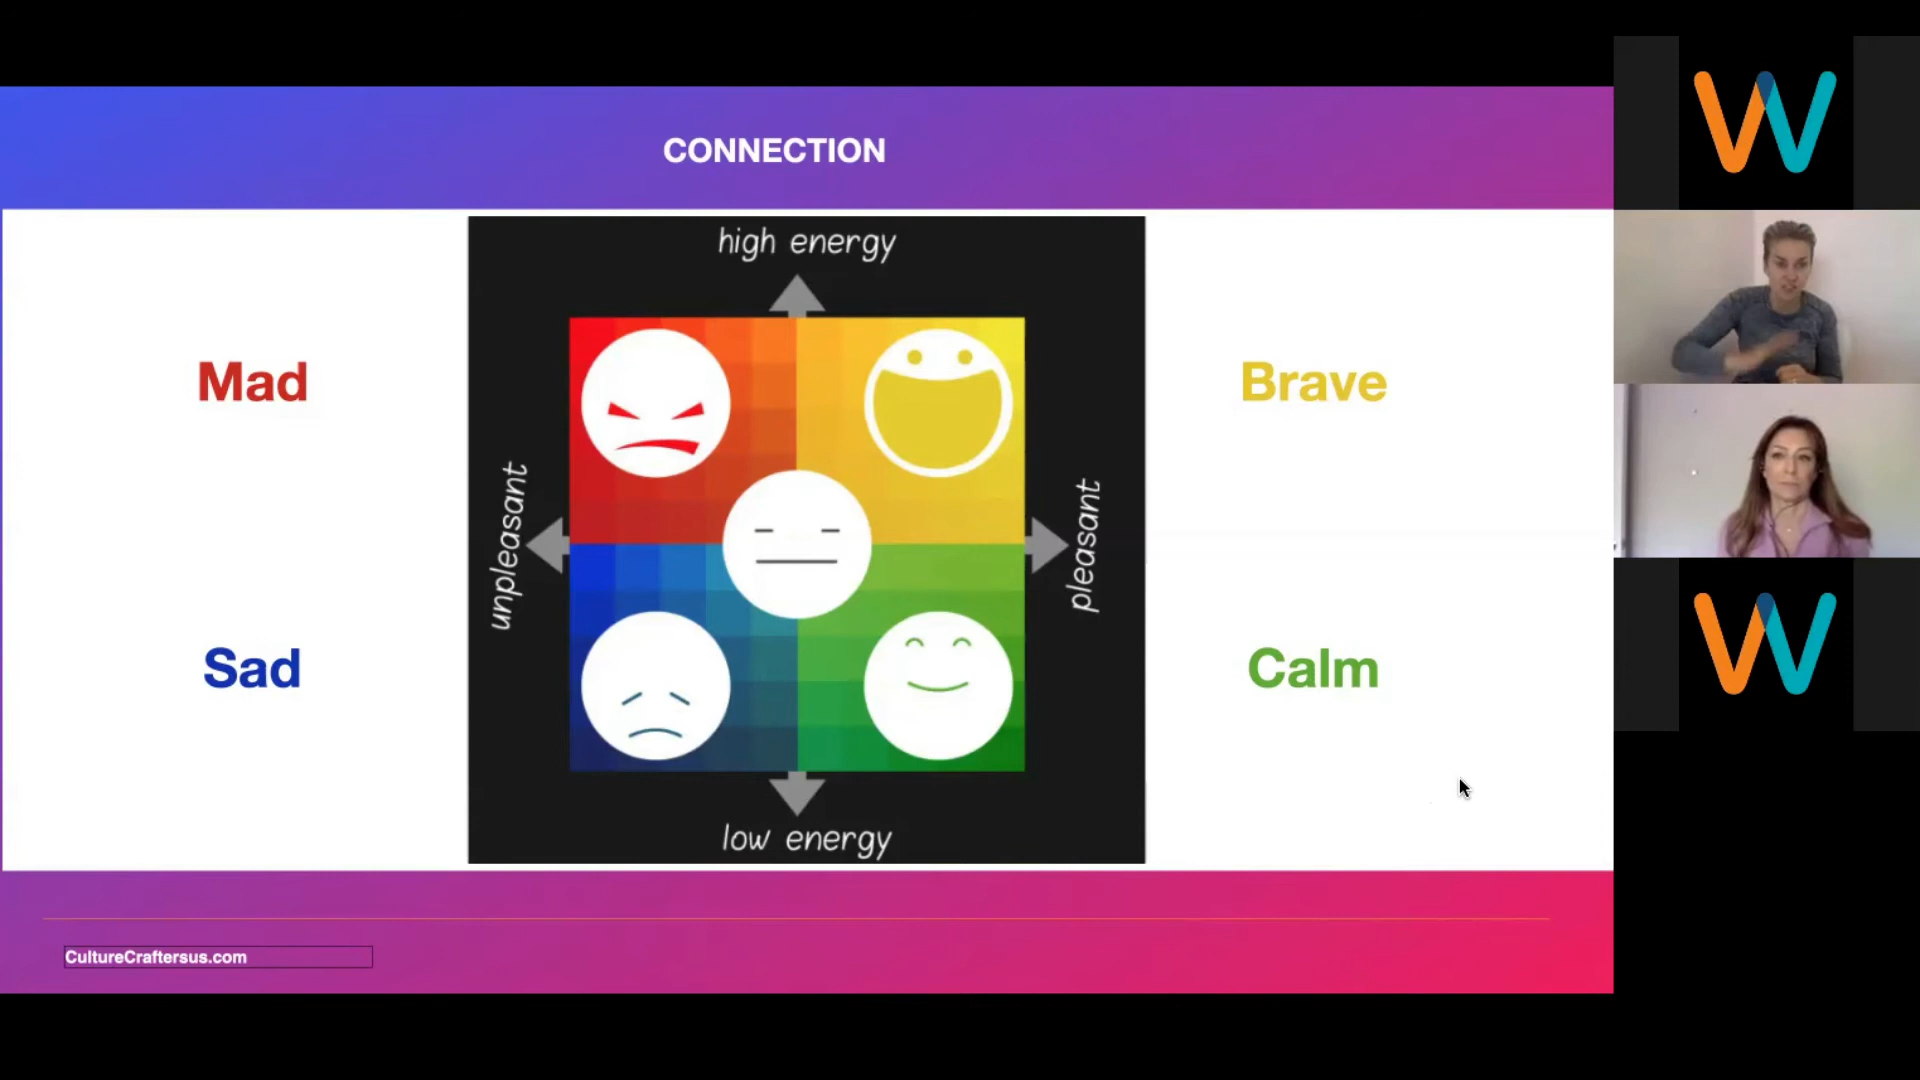 CONNECTION
high energy
Mad
Brave
unpleasant
pleasant
Sad
Calm
low energy
CultureCraftersus.com